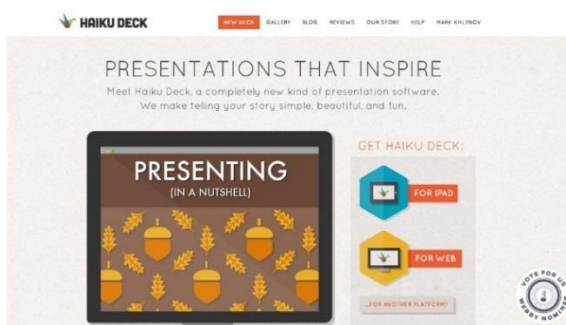 HAIKU DECK
NEW DECK GALLERY BLOG REVIEWS OUR STORY HELP MARK KHLYNOV
PRESENTATIONS THAT INSPIRE
Meet Haiku Deck, a completely new kind of presentation software.
We make telling your story simple, beautiful, and fun.
PRESENTING
(IN A NUTSHELL)
GET HAIKU DECK:
FOR IPAD
FOR WEB
...FOR ANOTHER PLATFORM?
VOTE FOR US
WEBBY NOMINEE